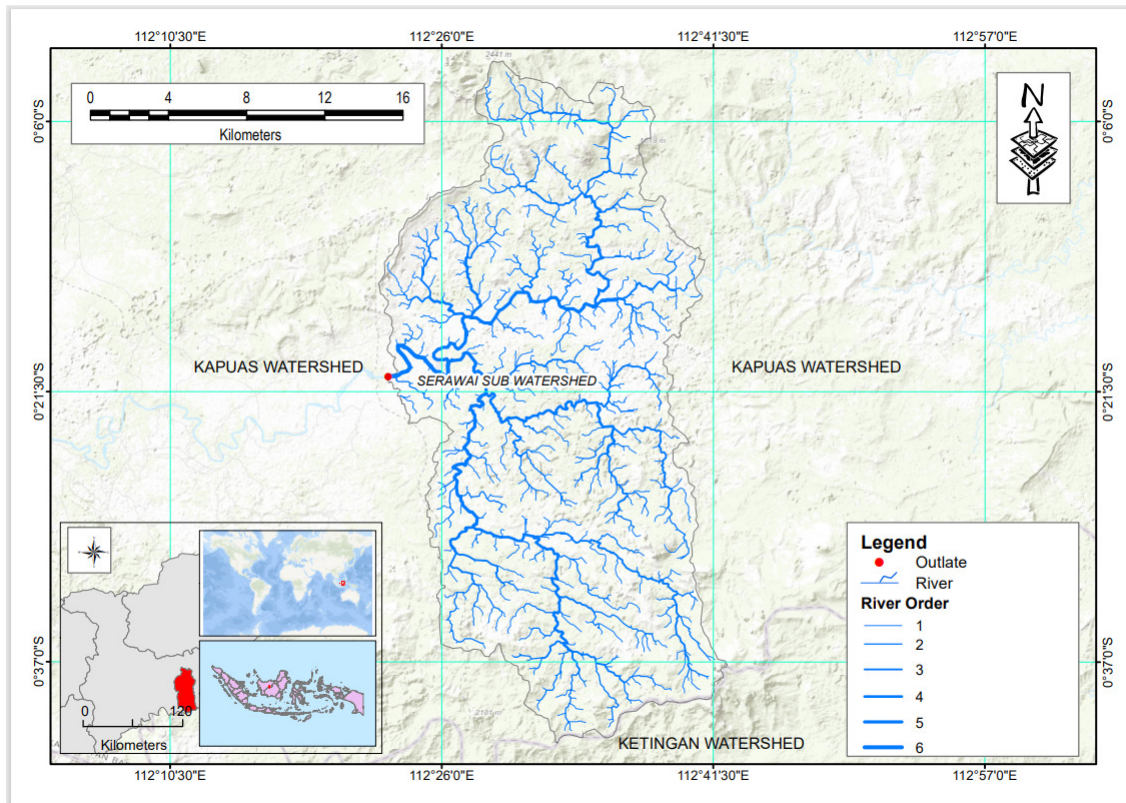 112°10'30"E
112°26'0"E
112°41'30"E
112°57'0"E
2441 m
0 4 8 12 16
Kilometers
N
0°6'0"S
0°6'0"S
KAPUAS WATERSHED
SERAWAI SUB WATERSHED
KAPUAS WATERSHED
0°21'30"S
0°21'30"S
Legend
Outlate
River
River Order
1
2
3
4
5
6
0°37'0"S
0°37'0"S
0 120
Kilometers
KETINGAN WATERSHED
112°10'30"E
112°26'0"E
112°41'30"E
112°57'0"E